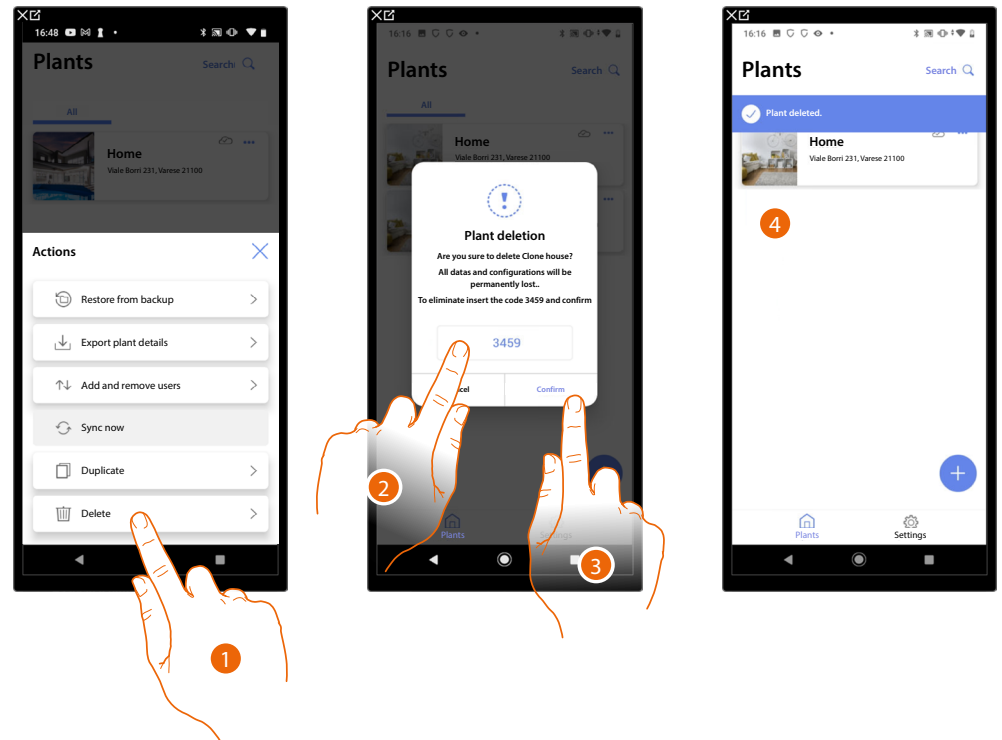 16:48
Plants
Search
All
Home
Viale Borri 231, Varese 21100
Actions
Restore from backup
Export plant details
Add and remove users
Sync now
Duplicate
Delete
1
16:16
Plants
Search
All
Home
Viale Borri 231, Varese 21100
Plant deletion
Are you sure to delete Clone house?
All datas and configurations will be
permanently lost..
To eliminate insert the code 3459 and confirm
3459
Confirm
2
Plants
Settings
3
16:16
Plants
Search
Plant deleted.
Home
Viale Borri 231, Varese 21100
4
Plants
Settings